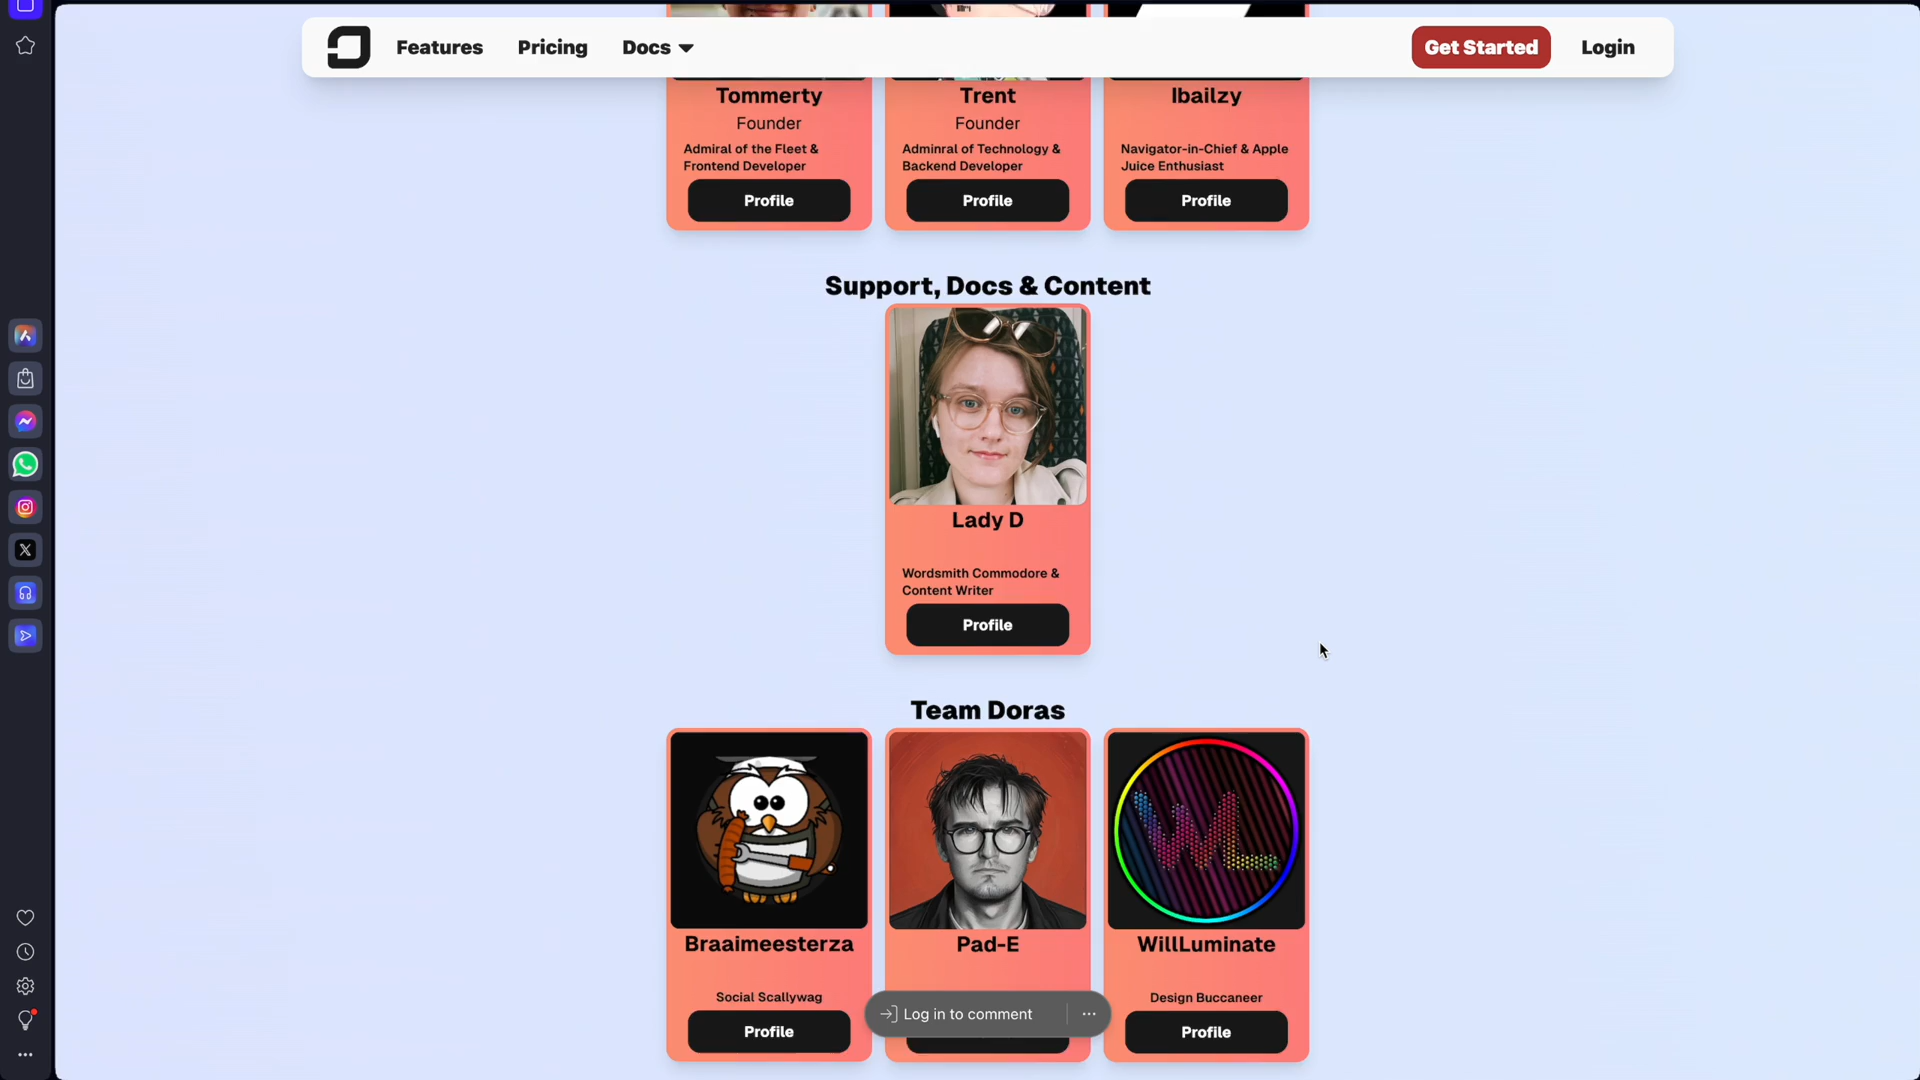 Features Pricing Docs Get Started Login
Tommerty Trent Ibailzy
Founder Founder
Admiral of the Fleet &
Frontend Developer
Adminral of Technology &
Backend Developer
Navigator-in-Chief & Apple
Juice Enthusiast
Profile Profile Profile
Support, Docs & Content
Lady D
Wordsmith Commodore &
Content Writer
Profile
Team Doras
WL
Braaimeesterza Pad-E WillLuminate
Social Scallywag Design Buccaneer
Log in to comment
Profile Profile